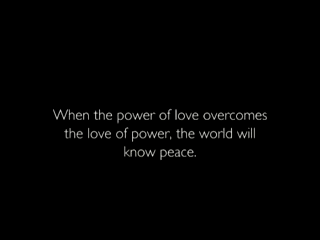 When the power of love overcomes
the love of power, the world will
know peace.